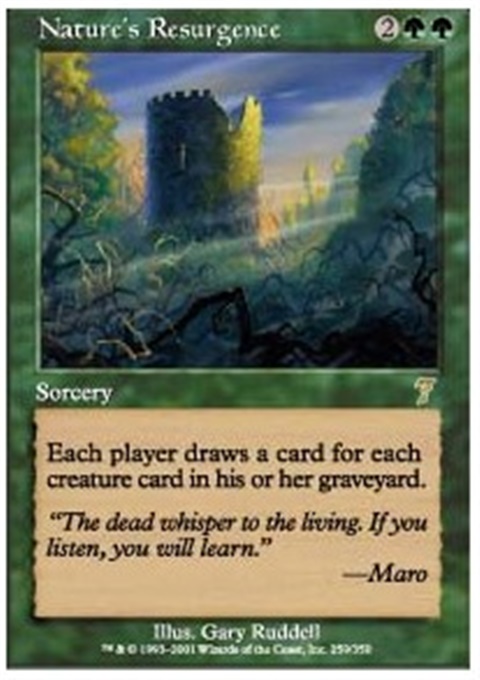 Nature's Resurgence 2
Sorcery
Each player draws a card for each
creature card in his or her graveyard.
“The dead whisper to the living. If you
listen, you will learn.”
—Maro
Illus. Gary Ruddell
™ & © 1993–2001 Wizards of the Coast, Inc. 259/350